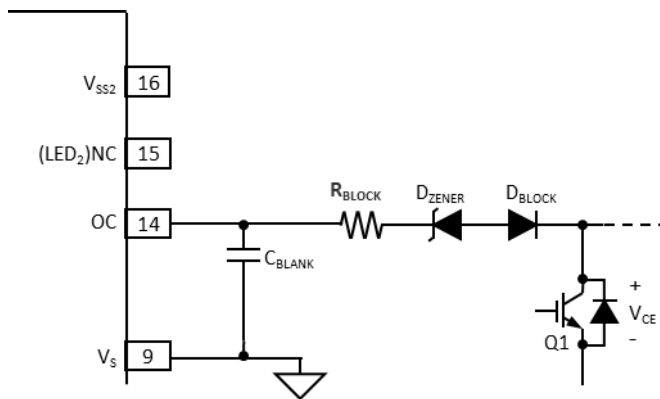 V_SS2 16
(LED_2)NC 15
OC 14
R_BLOCK D_ZENER D_BLOCK
C_BLANK
+
V_CE
-
Q1
V_S 9